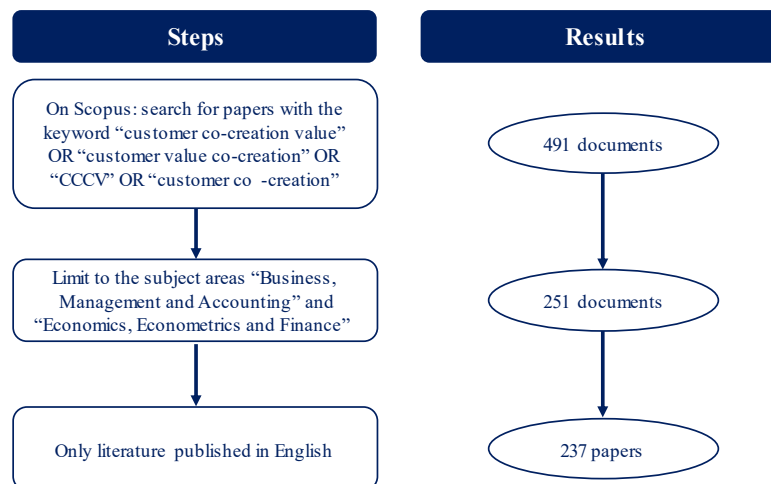 Steps
Results
On Scopus: search for papers with the
keyword “customer co-creation value”
OR “customer value co-creation” OR
“CCCV” OR “customer co -creation”
491 documents
Limit to the subject areas “Business,
Management and Accounting” and
“Economics, Econometrics and Finance”
251 documents
Only literature published in English
237 papers